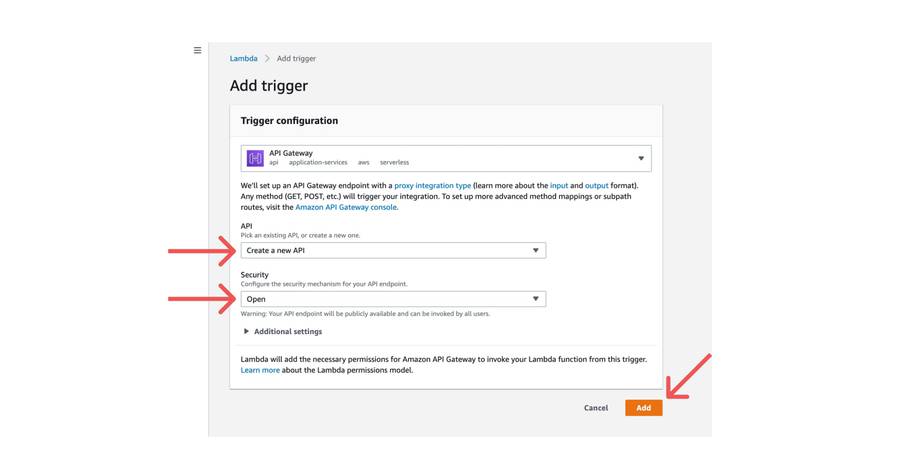 Lambda > Add trigger
Add trigger
Trigger configuration
API Gateway
api application-services aws serverless
We'll set up an API Gateway endpoint with a proxy integration type (learn more about the input and output format).
Any method (GET, POST, etc.) will trigger your integration. To set up more advanced method mappings or subpath
routes, visit the Amazon API Gateway console.
API
Pick an existing API, or create a new one.
Create a new API
Security
Configure the security mechanism for your API endpoint.
Open
Warning: Your API endpoint will be publicly available and can be invoked by all users.
Additional settings
Lambda will add the necessary permissions for Amazon API Gateway to invoke your Lambda function from this trigger.
Learn more about the Lambda permissions model.
Cancel Add